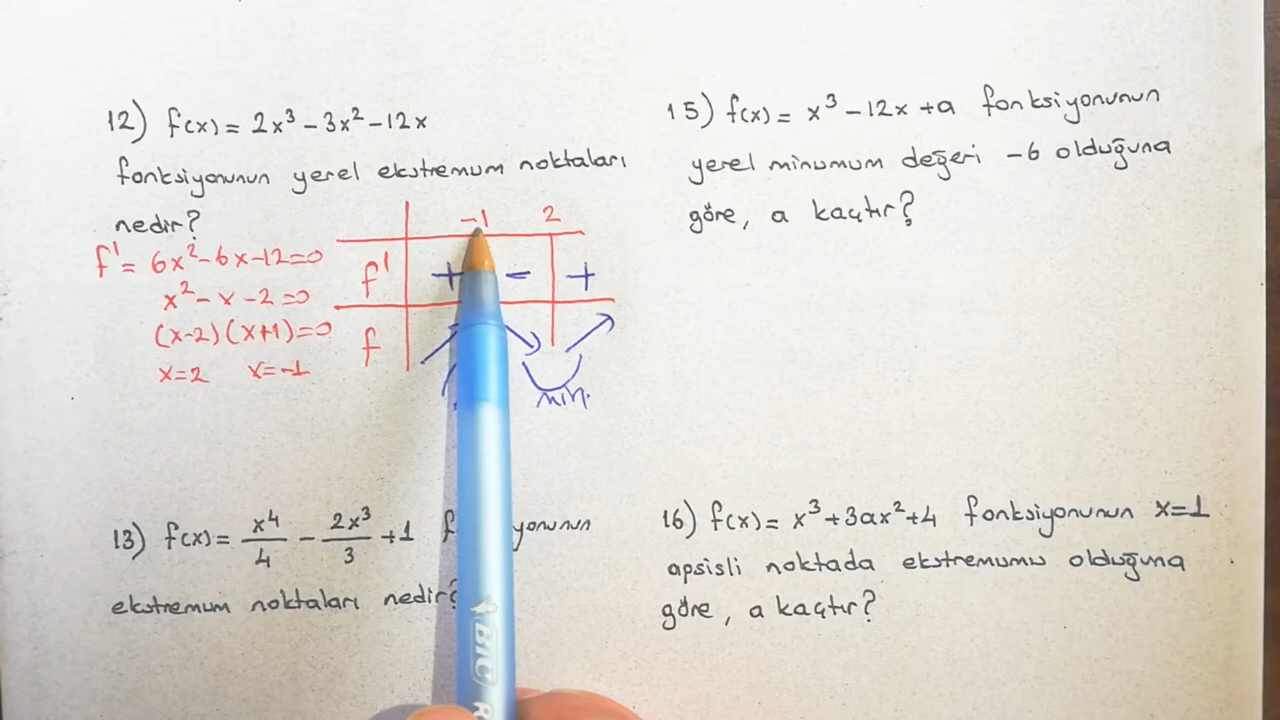 12) f(x) = 2x³ - 3x² - 12x
fonksiyonunun yerel ekstremum noktaları
nedir?
f' = 6x² - 6x - 12 = 0
x² - x - 2 = 0
(x-2)(x+1) = 0
x = 2 x = -1
-1 2
f' + - +
f
min.
13) f(x) = x⁴/4 - 2x³/3 + 1
ekstremum noktaları nedir?
15) f(x) = x³ - 12x + a fonksiyonunun
yerel minumum değeri -6 olduğuna
göre, a kaçtır?
16) f(x) = x³ + 3ax² + 4 fonksiyonunun x=1
apsisli noktada ekstremumu olduğuna
göre, a kaçtır?
BIC